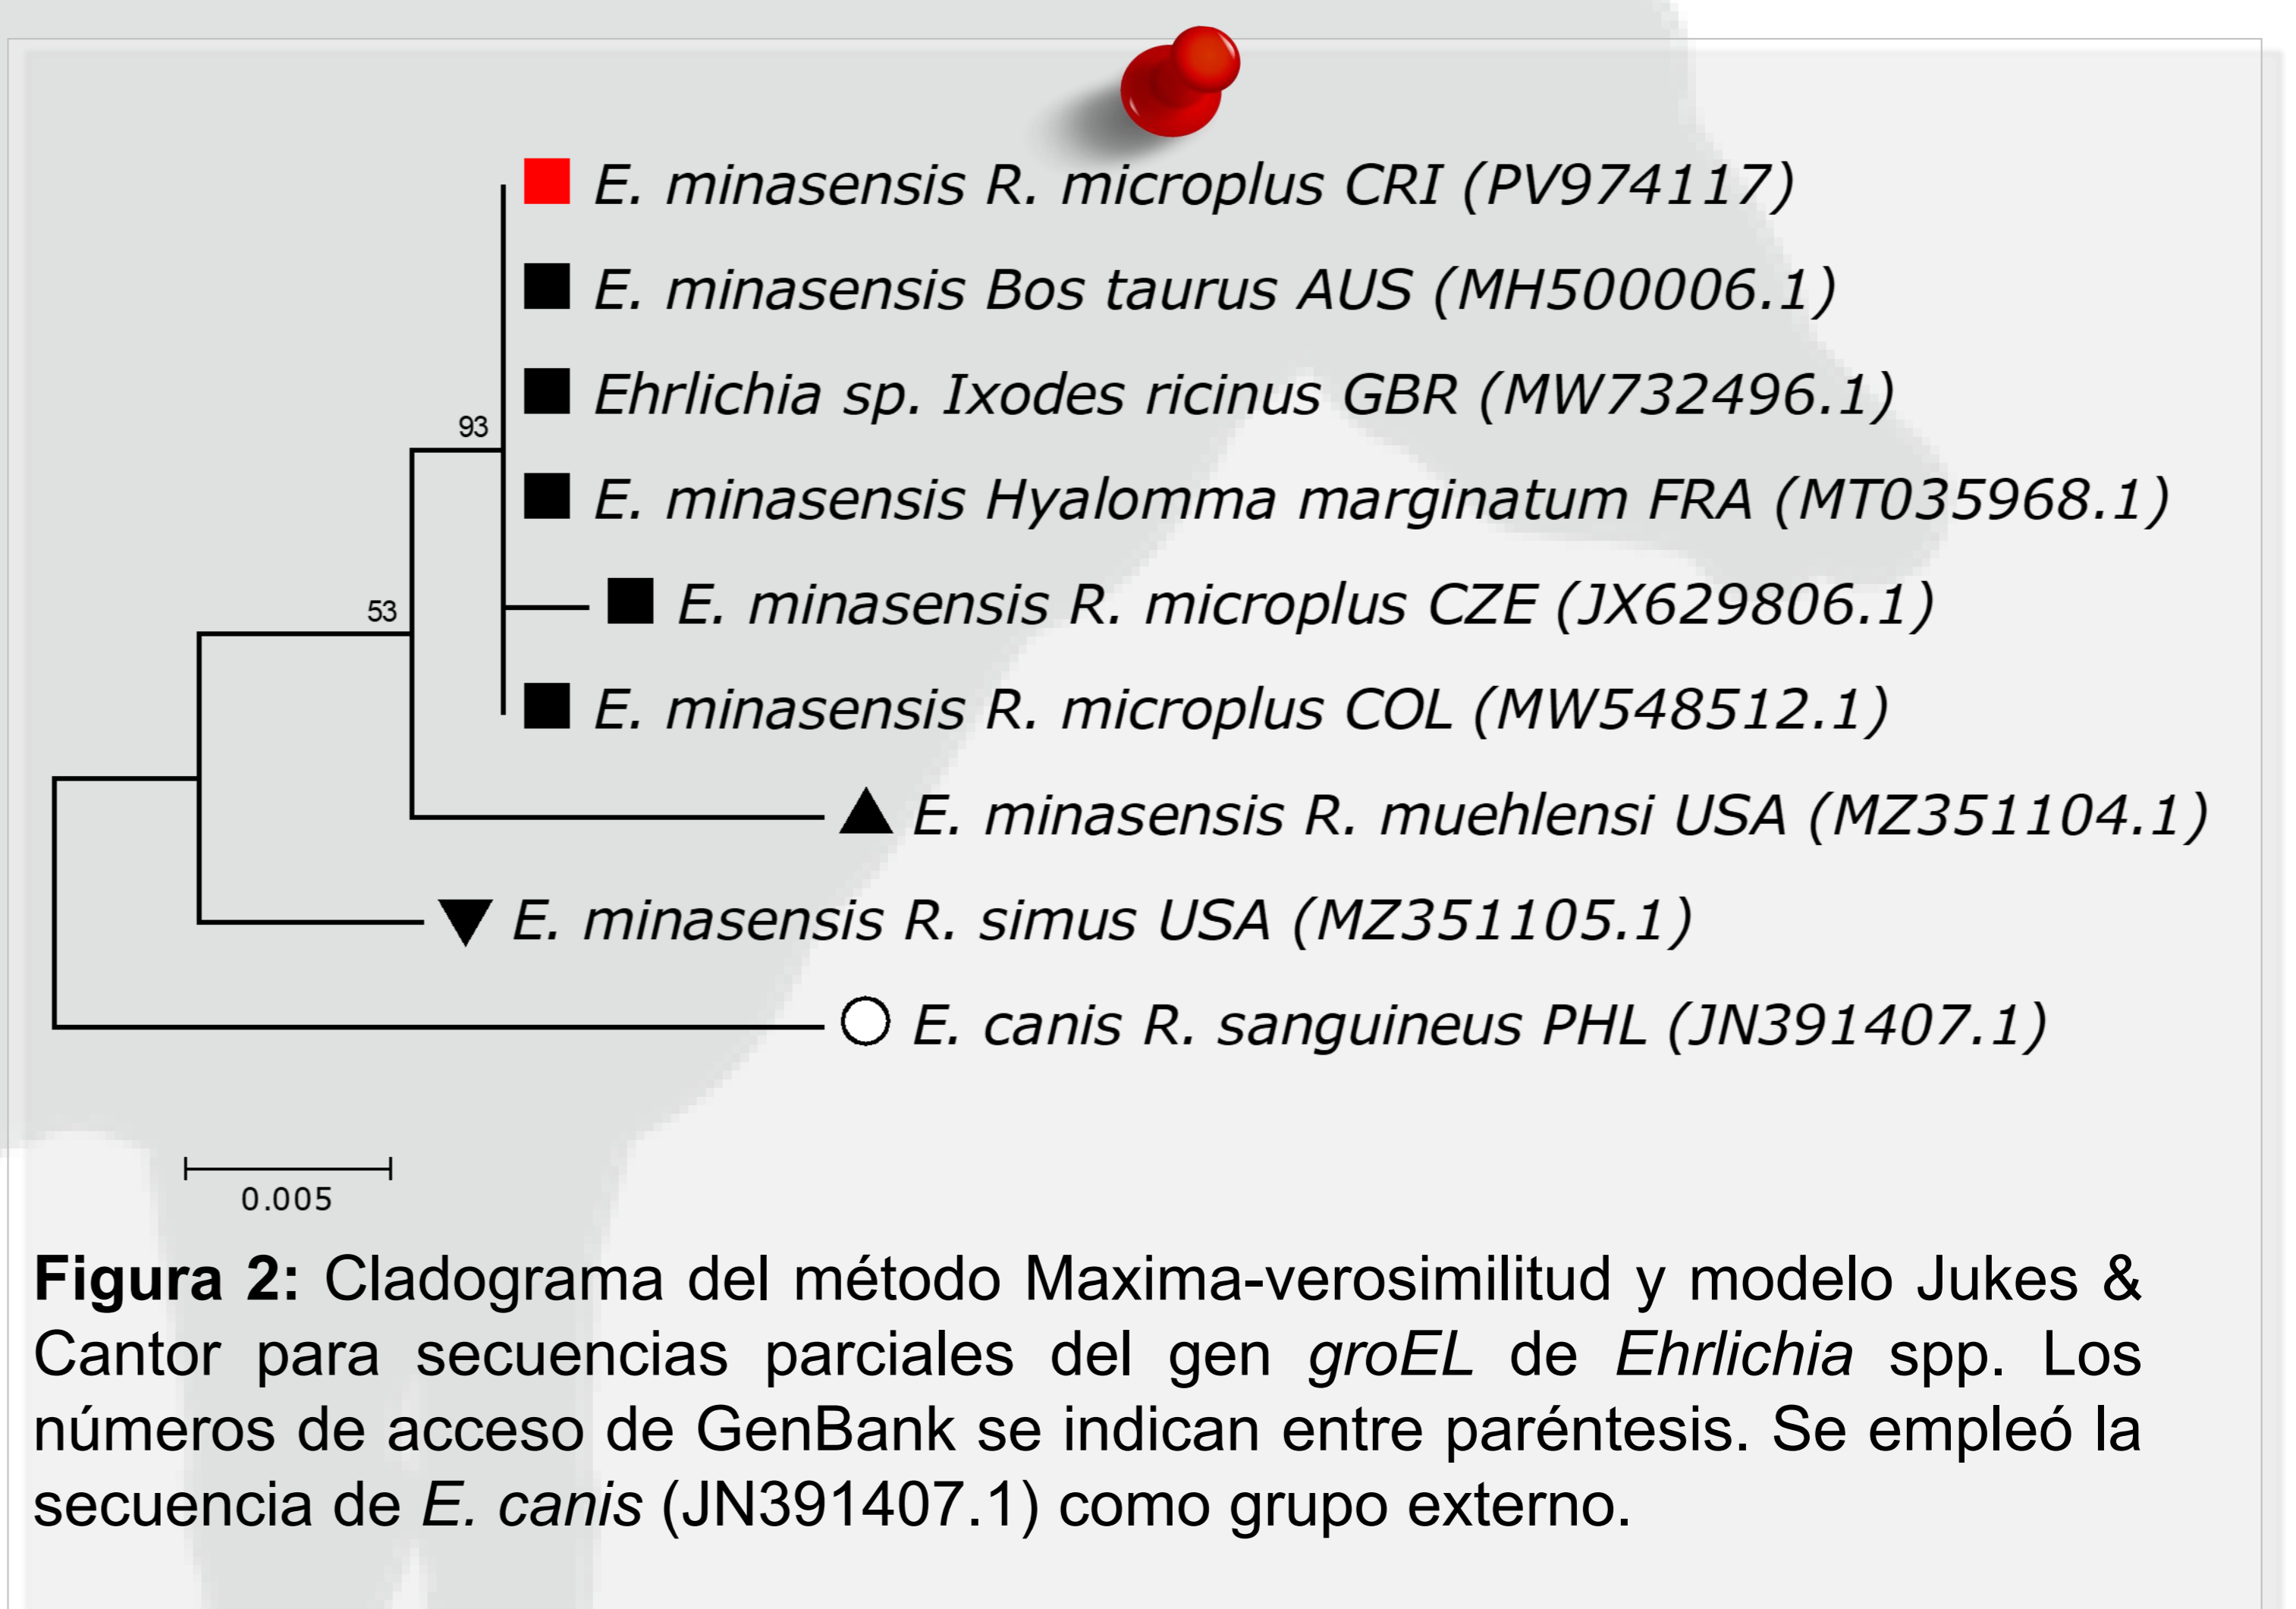 E. minasensis R. microplus CRI (PV974117)
E. minasensis Bos taurus AUS (MH500006.1)
Ehrlichia sp. Ixodes ricinus GBR (MW732496.1)
93
E. minasensis Hyalomma marginatum FRA (MT035968.1)
E. minasensis R. microplus CZE (JX629806.1)
53
E. minasensis R. microplus COL (MW548512.1)
E. minasensis R. muehlensi USA (MZ351104.1)
E. minasensis R. simus USA (MZ351105.1)
E. canis R. sanguineus PHL (JN391407.1)
0.005
Figura 2: Cladograma del método Maxima-verosimilitud y modelo Jukes &
Cantor para secuencias parciales del gen groEL de Ehrlichia spp. Los
números de acceso de GenBank se indican entre paréntesis. Se empleó la
secuencia de E. canis (JN391407.1) como grupo externo.